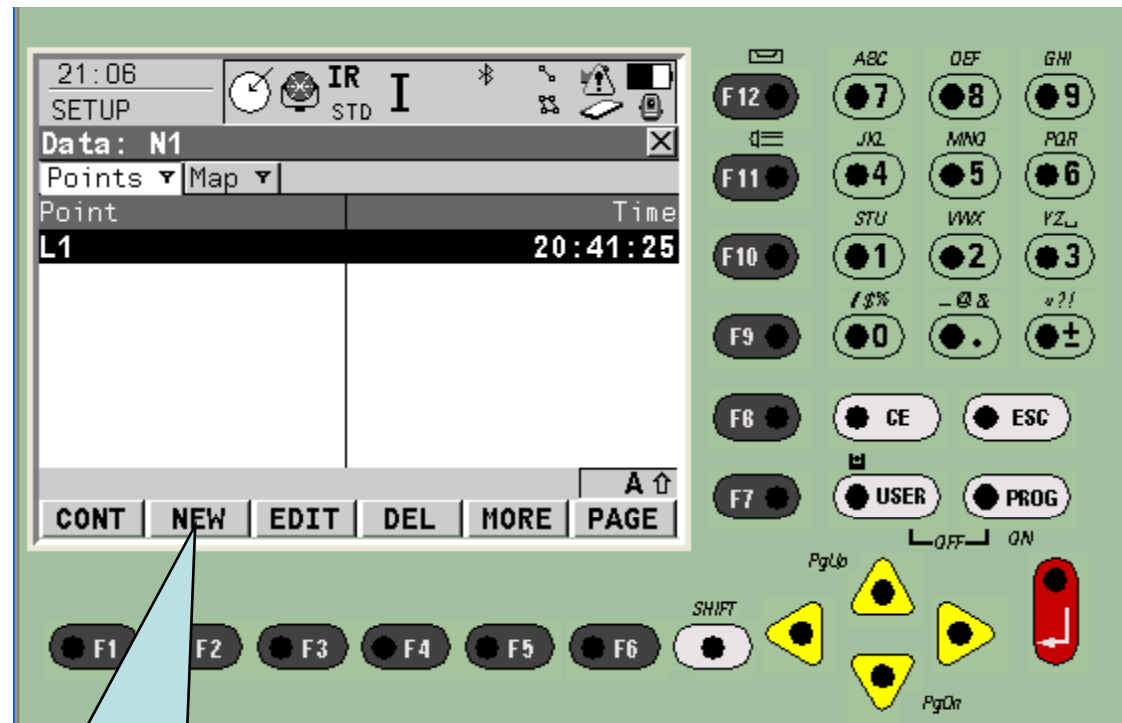 21:06
SETUP
IR
STD
I
Data: N1
Points Map
Point Time
L1 20:41:25
A
CONT NEW EDIT DEL MORE PAGE
F1 F2 F3 F4 F5 F6
SHIFT
F12
F11
F10
F9
F8
F7
ABC DEF GHI
7 8 9
JKL MNO PQR
4 5 6
STU VWX YZ␣
1 2 3
/$% _@& *?!
0 . ±
CE ESC
USER PROG
OFF ON
PgUp
PgDn